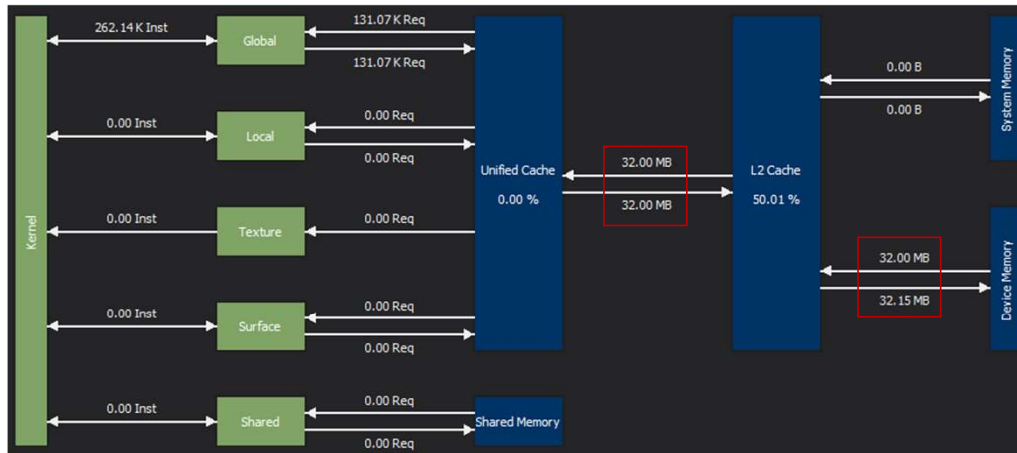 Kernel
262.14 K Inst
Global
131.07 K Req
131.07 K Req
0.00 Inst
Local
0.00 Req
0.00 Req
0.00 Inst
Texture
0.00 Req
0.00 Inst
Surface
0.00 Req
0.00 Req
0.00 Inst
Shared
0.00 Req
0.00 Req
Unified Cache
0.00 %
Shared Memory
32.00 MB
32.00 MB
L2 Cache
50.01 %
0.00 B
0.00 B
System Memory
32.00 MB
32.15 MB
Device Memory